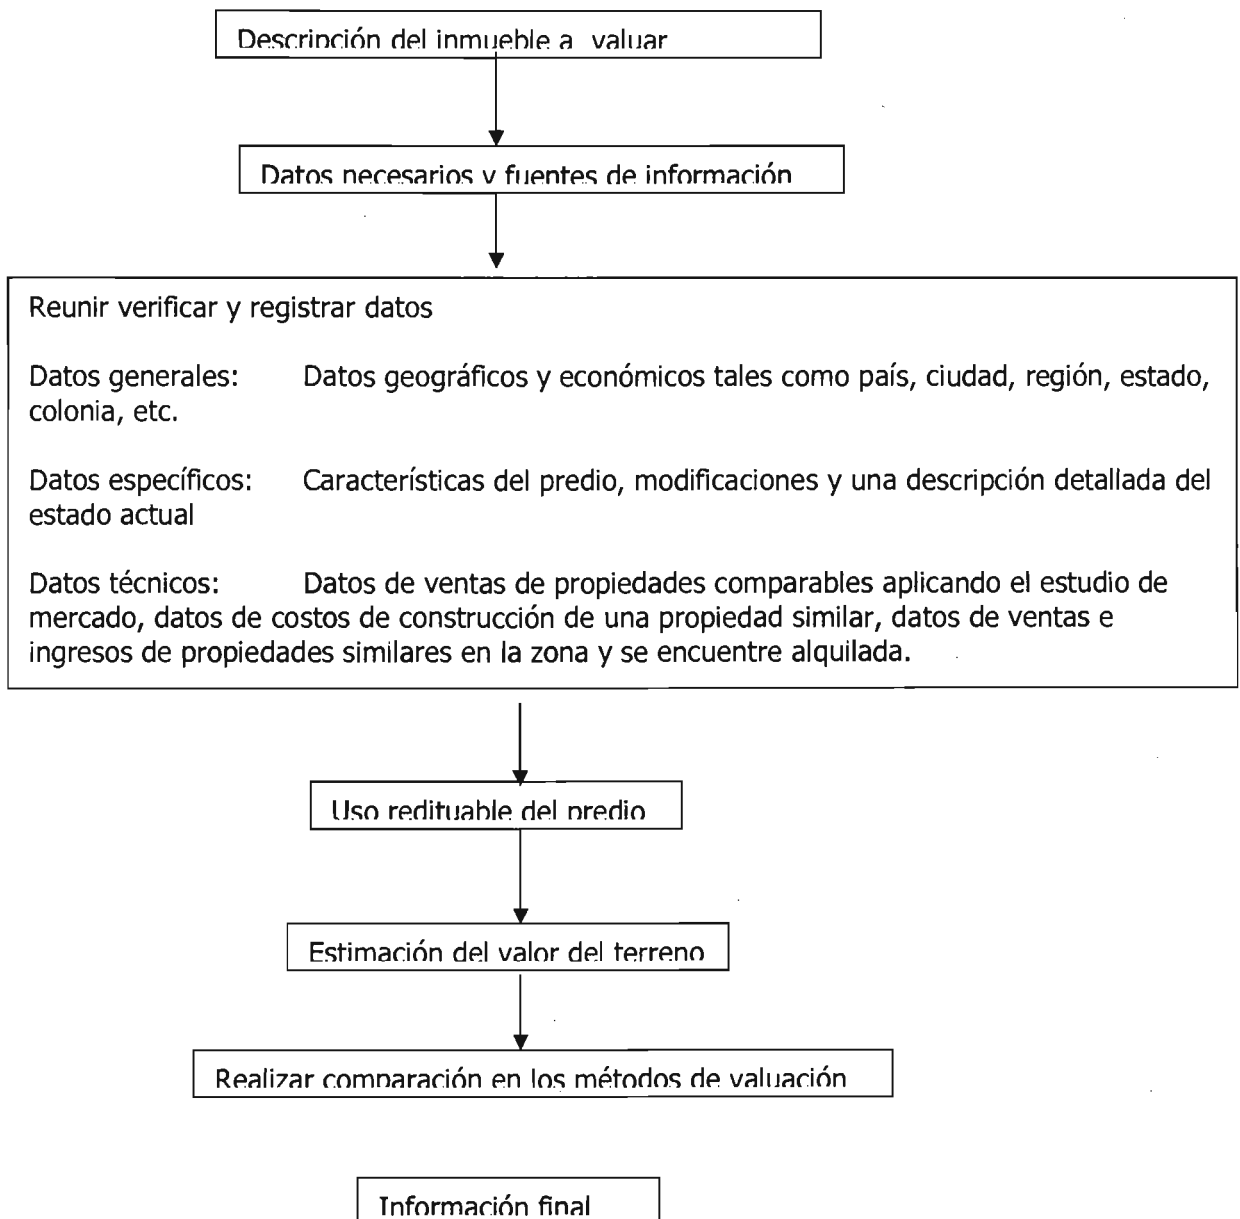 Descripción del inmueble a valuar
Datos necesarios y fuentes de información
Reunir verificar y registrar datos
Datos generales: Datos geográficos y económicos tales como país, ciudad, región, estado,
colonia, etc.
Datos específicos: Características del predio, modificaciones y una descripción detallada del
estado actual
Datos técnicos: Datos de ventas de propiedades comparables aplicando el estudio de
mercado, datos de costos de construcción de una propiedad similar, datos de ventas e
ingresos de propiedades similares en la zona y se encuentre alquilada.
Uso redituable del predio
Estimación del valor del terreno
Realizar comparación en los métodos de valuación
Información final